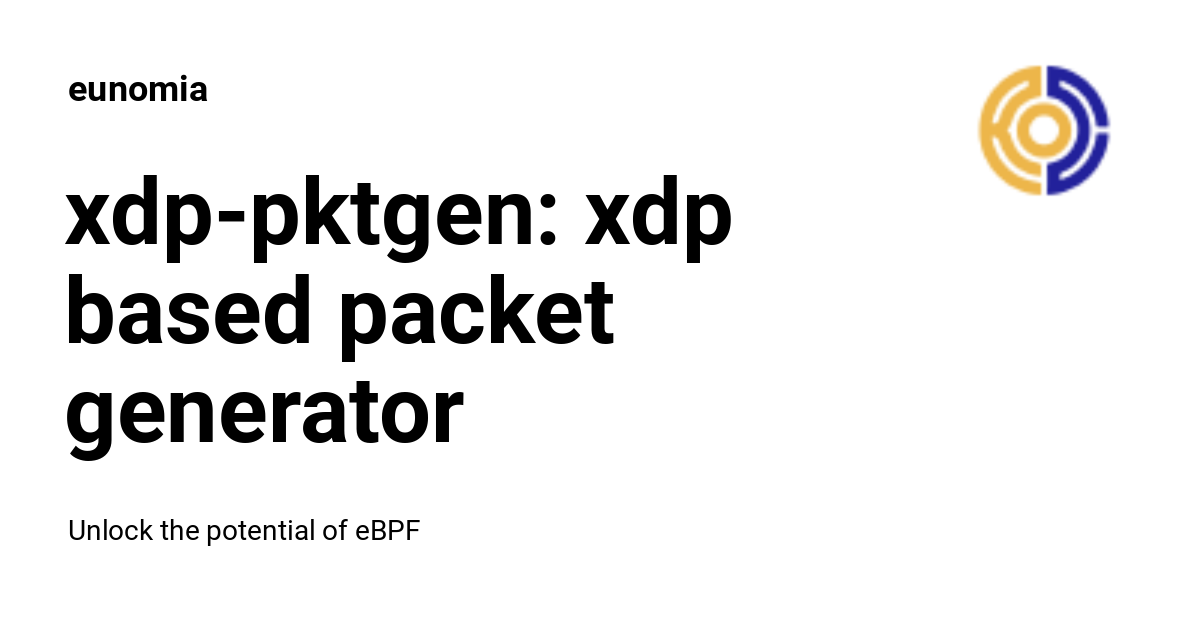 eunomia
xdp-pktgen: xdp
based packet
generator
Unlock the potential of eBPF